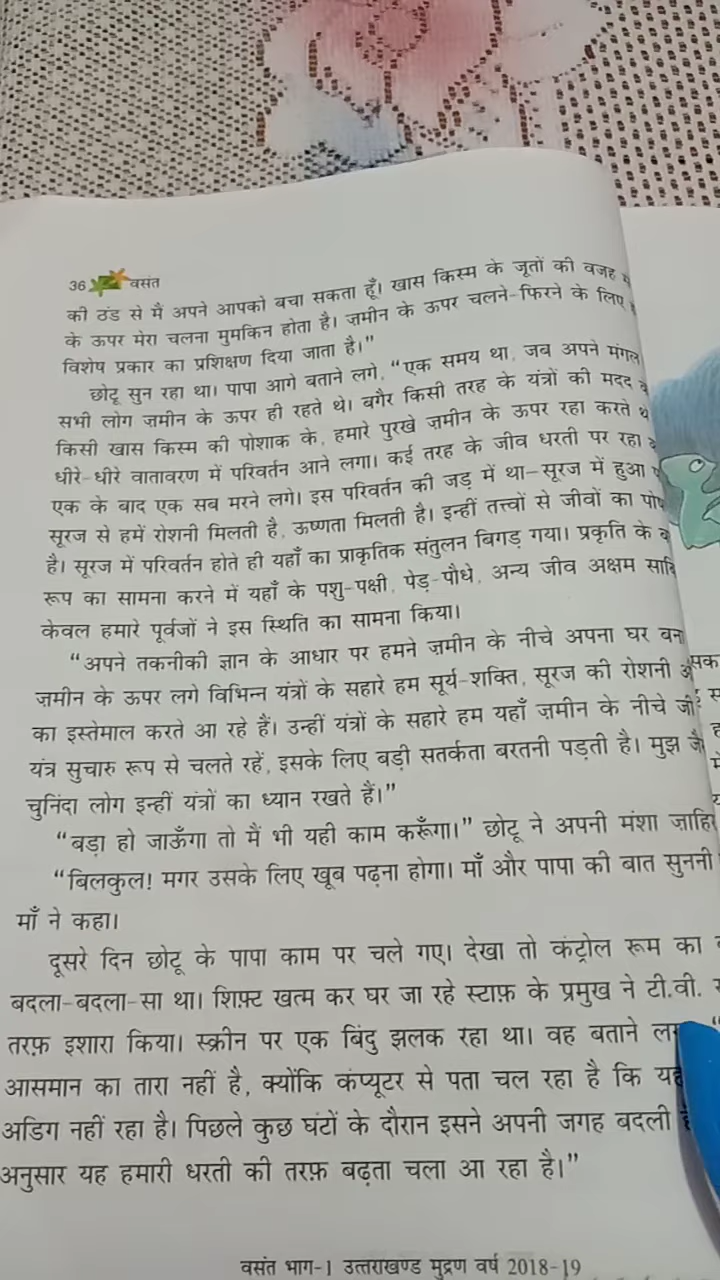 36 वसंत
की ठंड से मैं अपने आपको बचा सकता हूँ। खास किस्म के जूतों की वजह
के ऊपर मेरा चलना मुमकिन होता है। ज़मीन के ऊपर चलने-फिरने के लिए
विशेष प्रकार का प्रशिक्षण दिया जाता है।”
छोटू सुन रहा था। पापा आगे बताने लगे, “एक समय था, जब अपने मंगल
सभी लोग ज़मीन के ऊपर ही रहते थे। बगैर किसी तरह के यंत्रों की मदद
किसी खास किस्म की पोशाक के, हमारे पुरखे ज़मीन के ऊपर रहा करते थे
धीरे-धीरे वातावरण में परिवर्तन आने लगा। कई तरह के जीव धरती पर रहा
एक के बाद एक सब मरने लगे। इस परिवर्तन की जड़ में था—सूरज में हुआ
सूरज से हमें रोशनी मिलती है, ऊष्णता मिलती है। इन्हीं तत्त्वों से जीवों का
है। सूरज में परिवर्तन होते ही यहाँ का प्राकृतिक संतुलन बिगड़ गया। प्रकृति के
रूप का सामना करने में यहाँ के पशु-पक्षी, पेड़-पौधे, अन्य जीव अक्षम
केवल हमारे पूर्वजों ने इस स्थिति का सामना किया।
“अपने तकनीकी ज्ञान के आधार पर हमने ज़मीन के नीचे अपना घर
ज़मीन के ऊपर लगे विभिन्न यंत्रों के सहारे हम सूर्य-शक्ति, सूरज की रोशनी
का इस्तेमाल करते आ रहे हैं। उन्हीं यंत्रों के सहारे हम यहाँ ज़मीन के नीचे
यंत्र सुचारु रूप से चलते रहें, इसके लिए बड़ी सतर्कता बरतनी पड़ती है। मुझ
चुनिंदा लोग इन्हीं यंत्रों का ध्यान रखते हैं।”
“बड़ा हो जाऊँगा तो मैं भी यही काम करूँगा।” छोटू ने अपनी मंशा ज़ाहिर
“बिलकुल! मगर उसके लिए खूब पढ़ना होगा। माँ और पापा की बात सुननी
माँ ने कहा।
दूसरे दिन छोटू के पापा काम पर चले गए। देखा तो कंट्रोल रूम का
बदला-बदला-सा था। शिफ़्ट खत्म कर घर जा रहे स्टाफ़ के प्रमुख ने टी.वी.
तरफ़ इशारा किया। स्क्रीन पर एक बिंदु झलक रहा था। वह बताने
आसमान का तारा नहीं है, क्योंकि कंप्यूटर से पता चल रहा है कि
अडिग नहीं रहा है। पिछले कुछ घंटों के दौरान इसने अपनी जगह बदली
अनुसार यह हमारी धरती की तरफ़ बढ़ता चला आ रहा है।”
वसंत भाग-1 उत्तराखण्ड मुद्रण वर्ष 2018-19